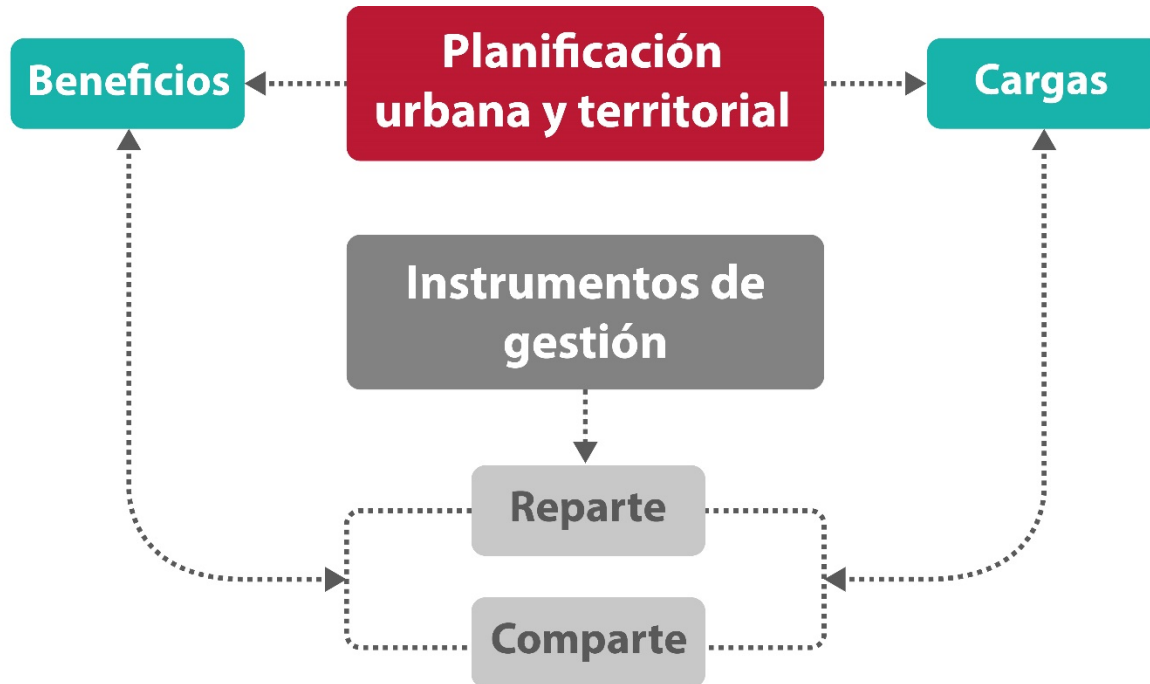 Planificación
urbana y territorial
Beneficios
Cargas
Instrumentos de
gestión
Reparte
Comparte